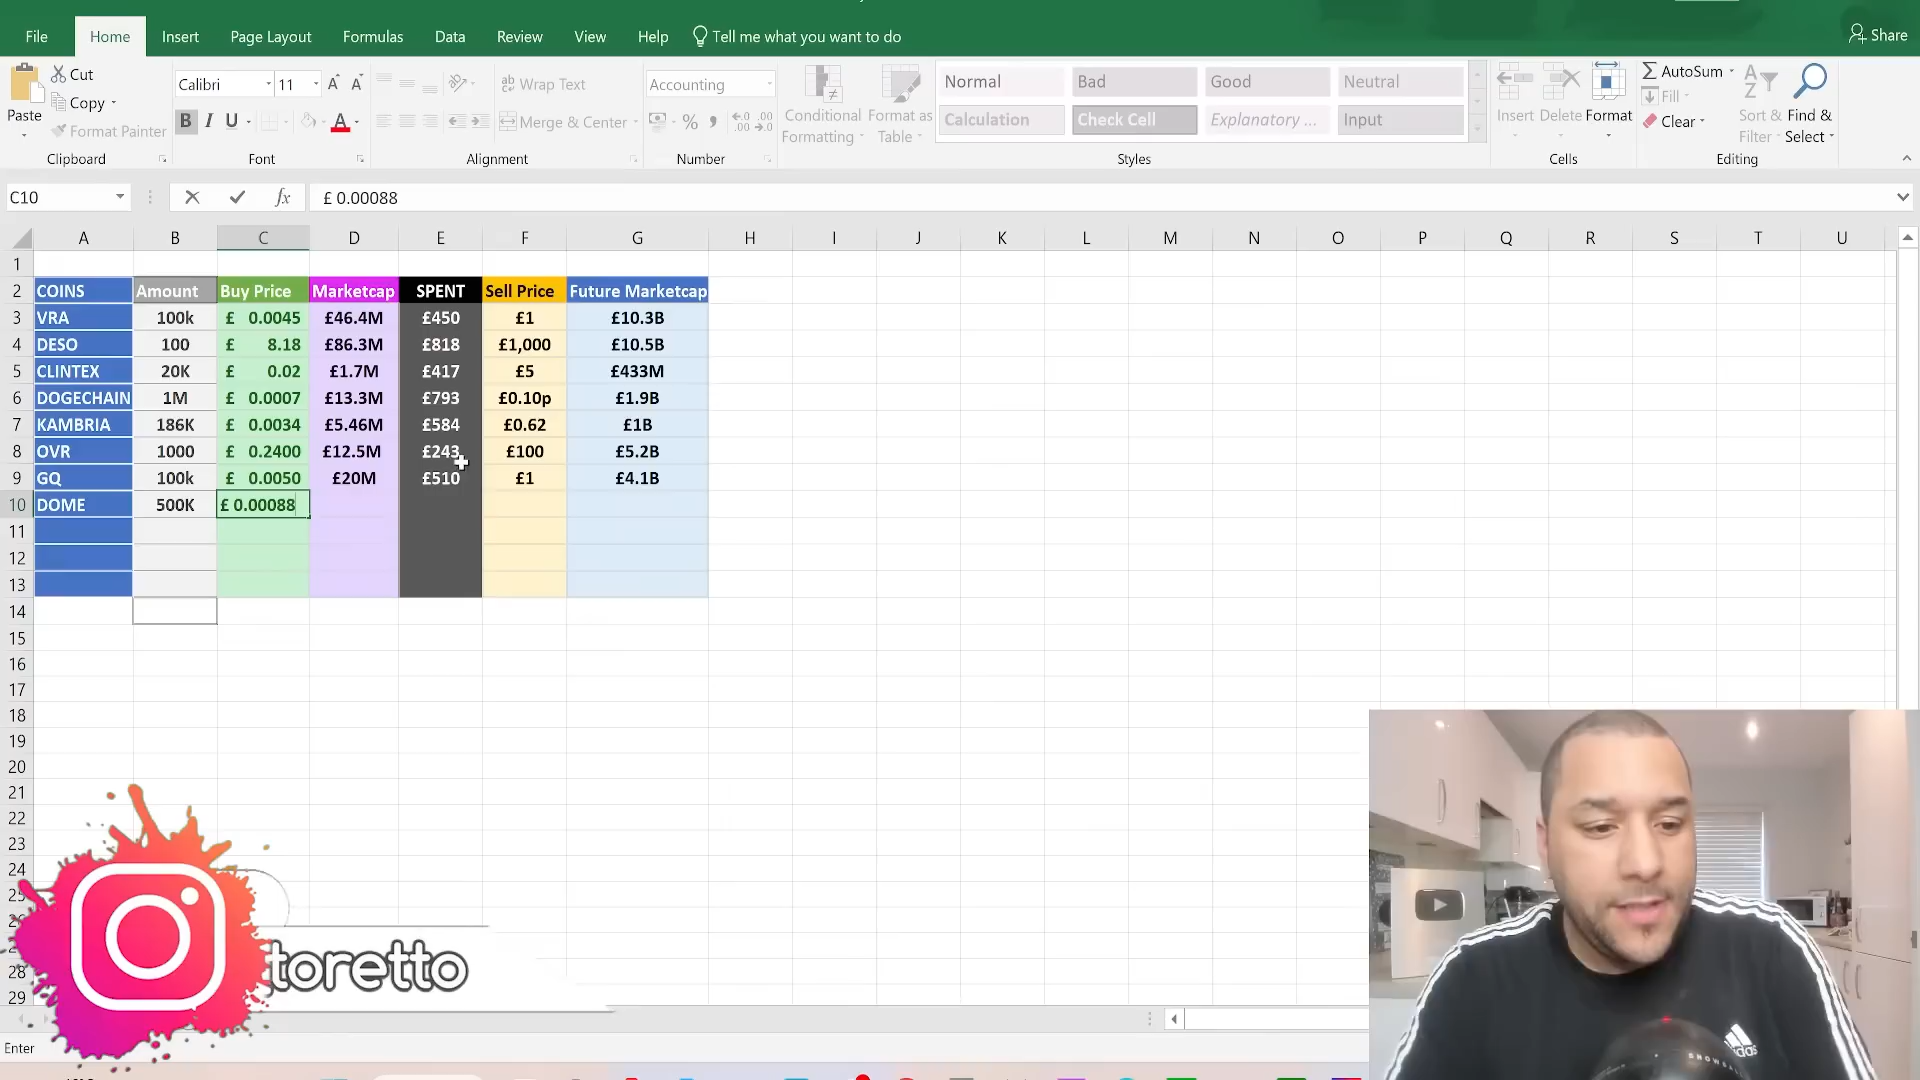 File Home Insert Page Layout Formulas Data Review View Help Tell me what you want to do Share
Cut
Copy
Format Painter
Paste
Clipboard
Calibri 11
B I U
Font
Wrap Text
Merge & Center
Alignment
Accounting
Number
Conditional Formatting
Format as Table
Normal Bad Good Neutral
Calculation Check Cell Explanatory ... Input
Styles
Insert Delete Format
Cells
AutoSum
Fill
Clear
Sort & Filter
Find & Select
Editing
C10 fx £ 0.00088
A B C D E F G H I J K L M N O P Q R S T U
1
2 COINS Amount Buy Price Marketcap SPENT Sell Price Future Marketcap
3 VRA 100k £ 0.0045 £46.4M £450 £1 £10.3B
4 DESO 100 £ 8.18 £86.3M £818 £1,000 £10.5B
5 CLINTEX 20K £ 0.02 £1.7M £417 £5 £433M
6 DOGECHAIN 1M £ 0.0007 £13.3M £793 £0.10p £1.9B
7 KAMBRIA 186K £ 0.0034 £5.46M £584 £0.62 £1B
8 OVR 1000 £ 0.2400 £12.5M £243 £100 £5.2B
9 GQ 100k £ 0.0050 £20M £510 £1 £4.1B
10 DOME 500K £ 0.00088
11
12
13
14
15
16
17
18
19
20
21
22
23
24
25
28
29
toretto
Enter
adidas